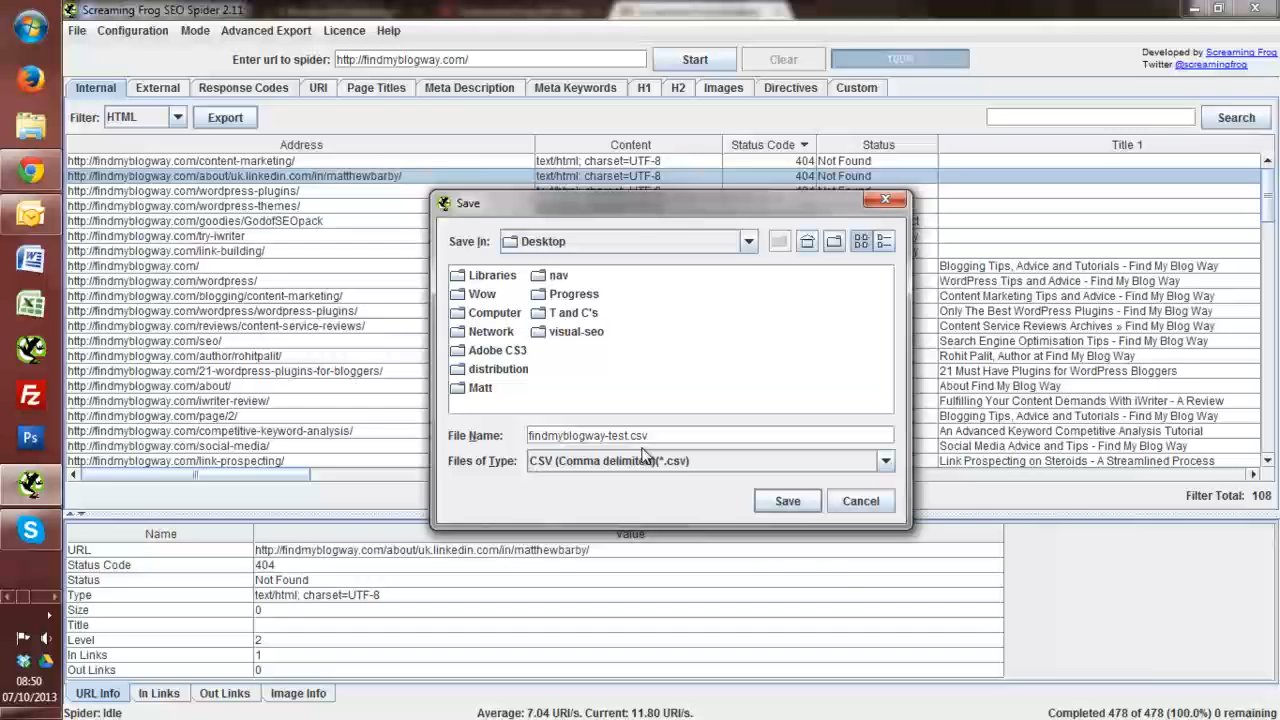 Screaming Frog SEO Spider 2.11
File Configuration Mode Advanced Export Licence Help
Enter url to spider: http://findmyblogway.com/ Start Clear 100%
Developed by Screaming Frog
Twitter @screamingfrog
Internal External Response Codes URI Page Titles Meta Description Meta Keywords H1 H2 Images Directives Custom
Filter: HTML Export Search
Address Content Status Code Status Title 1
http://findmyblogway.com/content-marketing/ text/html; charset=UTF-8 404 Not Found
http://findmyblogway.com/about/uk.linkedin.com/in/matthewbarby/ text/html; charset=UTF-8 404 Not Found
http://findmyblogway.com/wordpress-plugins/
http://findmyblogway.com/wordpress-themes/
http://findmyblogway.com/goodies/GodofSEOpack
http://findmyblogway.com/try-iwriter
http://findmyblogway.com/link-building/
http://findmyblogway.com/ Blogging Tips, Advice and Tutorials - Find My Blog Way
http://findmyblogway.com/wordpress/ WordPress Tips and Advice - Find My Blog Way
http://findmyblogway.com/blogging/content-marketing/ Content Marketing Tips and Advice - Find My Blog Way
http://findmyblogway.com/wordpress/wordpress-plugins/ Only The Best WordPress Plugins - Find My Blog Way
http://findmyblogway.com/reviews/content-service-reviews/ Content Service Reviews Archives » Find My Blog Way
http://findmyblogway.com/seo/ Search Engine Optimisation Tips - Find My Blog Way
http://findmyblogway.com/author/rohitpalit/ Rohit Palit, Author at Find My Blog Way
http://findmyblogway.com/21-wordpress-plugins-for-bloggers/ 21 Must Have Plugins for WordPress Bloggers
http://findmyblogway.com/about/ About Find My Blog Way
http://findmyblogway.com/iwriter-review/ Fulfilling Your Content Demands With iWriter - A Review
http://findmyblogway.com/page/2/ Blogging Tips, Advice and Tutorials - Find My Blog Way
http://findmyblogway.com/competitive-keyword-analysis/ An Advanced Keyword Competitive Analysis Tutorial
http://findmyblogway.com/social-media/ Social Media Advice and Tips - Find My Blog Way
http://findmyblogway.com/link-prospecting/ Link Prospecting on Steroids - A Streamlined Process
Filter Total: 108
Save
Save In: Desktop
Libraries nav
Wow Progress
Computer T and C's
Network visual-seo
Adobe CS3
distribution
Matt
File Name: findmyblogway-test.csv
Files of Type: CSV (Comma delimited)(*.csv)
Save Cancel
Name Value
URL http://findmyblogway.com/about/uk.linkedin.com/in/matthewbarby/
Status Code 404
Status Not Found
Type text/html; charset=UTF-8
Size 0
Title
Level 2
In Links 1
Out Links 0
URL Info In Links Out Links Image Info
Spider: Idle Average: 7.04 URI/s. Current: 11.80 URI/s. Completed 478 of 478 (100.0%) 0 remaining
08:50
07/10/2013